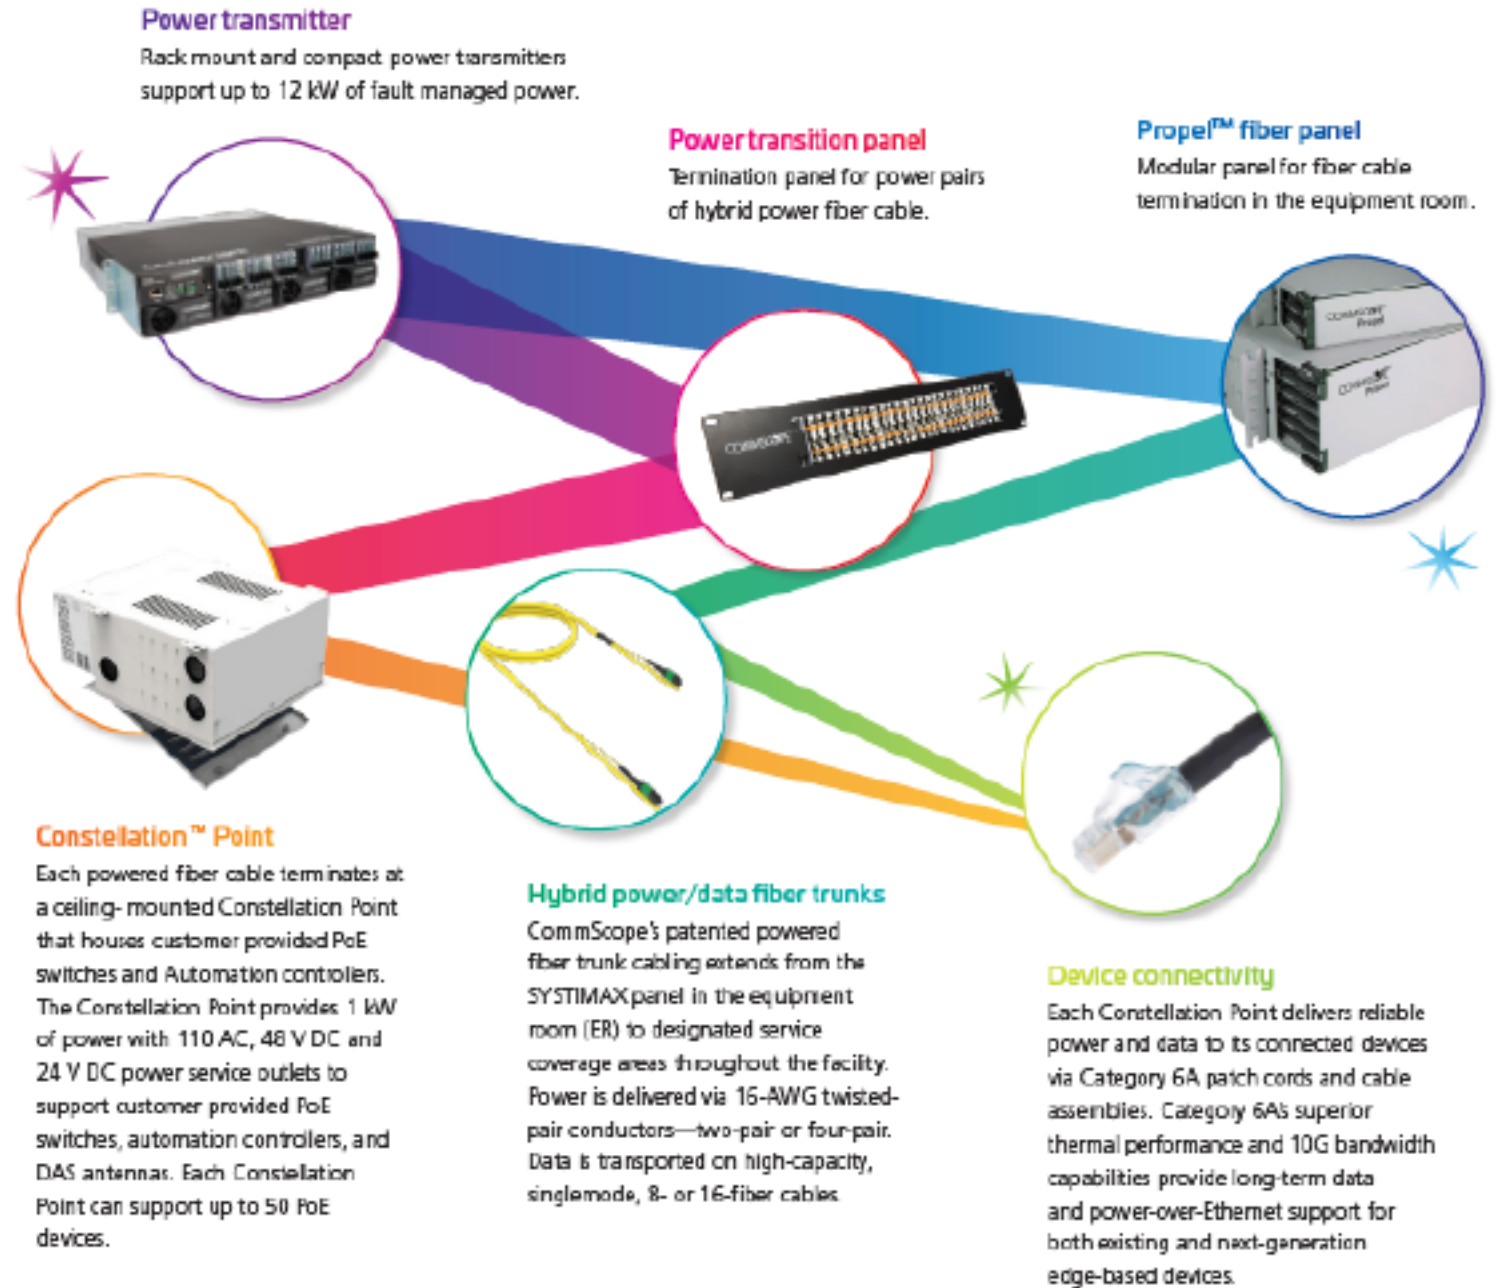 Power transmitter
Rack mount and compact power transmitters
support up to 12 kW of fault managed power.
Power transition panel
Termination panel for power pairs
of hybrid power fiber cable.
Propel™ fiber panel
Modular panel for fiber cable
termination in the equipment room.
COMMSCOPE
COMMSCOPE
Propel
COMMSCOPE
Propel
Constellation™ Point
Each powered fiber cable terminates at
a ceiling- mounted Constellation Point
that houses customer provided PoE
switches and Automation controllers.
The Constellation Point provides 1 kW
of power with 110 AC, 48 V DC and
24 V DC power service outlets to
support customer provided PoE
switches, automation controllers, and
DAS antennas. Each Constellation
Point can support up to 50 PoE
devices.
Hybrid power/data fiber trunks
CommScope's patented powered
fiber trunk cabling extends from the
SYSTIMAX panel in the equipment
room (ER) to designated service
coverage areas throughout the facility.
Power is delivered via 16-AWG twisted-
pair conductors—two-pair or four-pair.
Data is transported on high-capacity,
singlemode, 8- or 16-fiber cables.
Device connectivity
Each Constellation Point delivers reliable
power and data to its connected devices
via Category 6A patch cords and cable
assemblies. Category 6A's superior
thermal performance and 10G bandwidth
capabilities provide long-term data
and power-over-Ethernet support for
both existing and next-generation
edge-based devices.